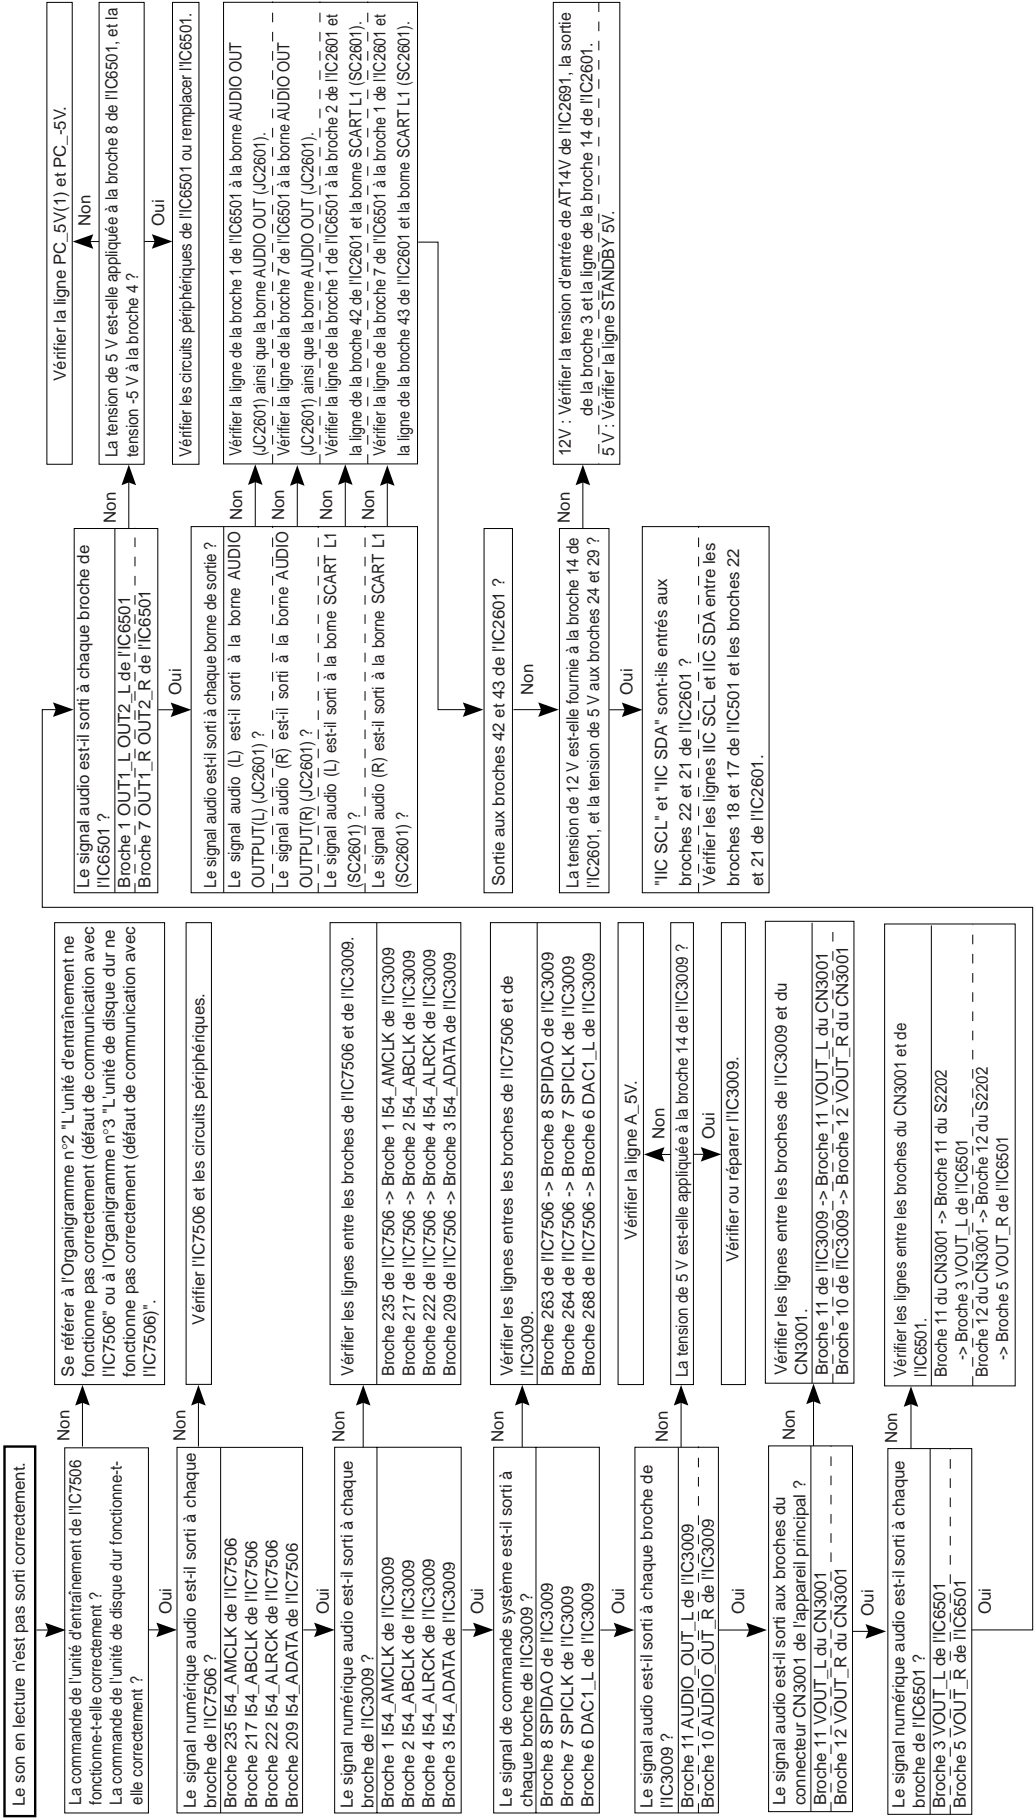 Le son en lecture n'est pas sorti correctement.
La commande de l'unité d'entraînement de l'IC7506
fonctionne-t-elle correctement ?
La commande de l'unité de disque dur fonctionne-t-
elle correctement ?
Non
Se référer à l'Organigramme n°2 "L'unité d'entraînement ne
fonctionne pas correctement (défaut de communication avec
l'IC7506" ou à l'Organigramme n°3 "L'unité de disque dur ne
fonctionne pas correctement (défaut de communication avec
l'IC7506)".
Oui
Le signal numérique audio est-il sorti à chaque
broche de l'IC7506 ?
Broche 235 I54_AMCLK de l'IC7506
Broche 217 I54_ABCLK de l'IC7506
Broche 222 I54_ALRCK de l'IC7506
Broche 209 I54_ADATA de l'IC7506
Non
Vérifier l'IC7506 et les circuits périphériques.
Oui
Le signal numérique audio est-il sorti à chaque
broche de l'IC3009 ?
Broche 1 I54_AMCLK de l'IC3009
Broche 2 I54_ABCLK de l'IC3009
Broche 4 I54_ALRCK de l'IC3009
Broche 3 I54_ADATA de l'IC3009
Non
Vérifier les lignes entre les broches de l'IC7506 et de l'IC3009.
Broche 235 de l'IC7506 -> Broche 1 I54_AMCLK de l'IC3009
Broche 217 de l'IC7506 -> Broche 2 I54_ABCLK de l'IC3009
Broche 222 de l'IC7506 -> Broche 4 I54_ALRCK de l'IC3009
Broche 209 de l'IC7506 -> Broche 3 I54_ADATA de l'IC3009
Oui
Le signal de commande système est-il sorti à
chaque broche de l'IC3009 ?
Broche 8 SPIDAO de l'IC3009
Broche 7 SPICLK de l'IC3009
Broche 6 DAC1_L de l'IC3009
Non
Vérifier les lignes entres les broches de l'IC7506 et de
l'IC3009.
Broche 263 de l'IC7506 -> Broche 8 SPIDAO de l'IC3009
Broche 264 de l'IC7506 -> Broche 7 SPICLK de l'IC3009
Broche 268 de l'IC7506 -> Broche 6 DAC1_L de l'IC3009
Oui
Le signal audio est-il sorti à chaque broche de
l'IC3009 ?
Broche 11 AUDIO_OUT_L de l'IC3009
Broche 10 AUDIO_OUT_R de l'IC3009
Non
Vérifier la ligne A_5V.
Non
La tension de 5 V est-elle appliquée à la broche 14 de l'IC3009 ?
Oui
Vérifier ou réparer l'IC3009.
Oui
Le signal audio est-il sorti aux broches du
connecteur CN3001 de l'appareil principal ?
Broche 11 VOUT_L du CN3001
Broche 12 VOUT_R du CN3001
Non
Vérifier les lignes entre les broches de l'IC3009 et du
CN3001.
Broche 11 de l'IC3009 -> Broche 11 VOUT_L du CN3001
Broche 10 de l'IC3009 -> Broche 12 VOUT_R du CN3001
Oui
Le signal numérique audio est-il sorti à chaque
broche de l'IC6501 ?
Broche 3 VOUT_L de l'IC6501
Broche 5 VOUT_R de l'IC6501
Non
Vérifier les lignes entre les broches du CN3001 et de
l'IC6501.
Broche 11 du CN3001 -> Broche 11 du S2202
-> Broche 3 VOUT_L de l'IC6501
Broche 12 du CN3001 -> Broche 12 du S2202
-> Broche 5 VOUT_R de l'IC6501
Oui
Le signal audio est-il sorti à chaque broche de
l'IC6501 ?
Broche 1 OUT1_L OUT2_L de l'IC6501
Broche 7 OUT1_R OUT2_R de l'IC6501
Non
Vérifier la ligne PC_5V(1) et PC_-5V.
Non
La tension de 5 V est-elle appliquée à la broche 8 de l'IC6501, et la
tension -5 V à la broche 4 ?
Oui
Vérifier les circuits périphériques de l'IC6501 ou remplacer l'IC6501.
Oui
Le signal audio est-il sorti à chaque borne de sortie ?
Le signal audio (L) est-il sorti à la borne AUDIO
OUTPUT(L) (JC2601) ?
Le signal audio (R) est-il sorti à la borne AUDIO
OUTPUT(R) (JC2601) ?
Le signal audio (L) est-il sorti à la borne SCART L1
(SC2601) ?
Le signal audio (R) est-il sorti à la borne SCART L1
(SC2601) ?
Non
Non
Non
Non
Vérifier la ligne de la broche 1 de l'IC6501 à la borne AUDIO OUT
(JC2601) ainsi que la borne AUDIO OUT (JC2601).
Vérifier la ligne de la broche 7 de l'IC6501 à la borne AUDIO OUT
(JC2601) ainsi que la borne AUDIO OUT (JC2601).
Vérifier la ligne de la broche 1 de l'IC6501 à la broche 2 de l'IC2601 et
la ligne de la broche 42 de l'IC2601 et la borne SCART L1 (SC2601).
Vérifier la ligne de la broche 7 de l'IC6501 à la broche 1 de l'IC2601 et
la ligne de la broche 43 de l'IC2601 et la borne SCART L1 (SC2601).
Sortie aux broches 42 et 43 de l'IC2601 ?
Non
La tension de 12 V est-elle fournie à la broche 14 de
l'IC2601, et la tension de 5 V aux broches 24 et 29 ?
Non
12V : Vérifier la tension d'entrée de AT14V de l'IC2691, la sortie
de la broche 3 et la ligne de la broche 14 de l'IC2601.
5 V : Vérifier la ligne STANDBY 5V.
Oui
"IIC SCL" et "IIC SDA" sont-ils entrés aux
broches 22 et 21 de l'IC2601 ?
Vérifier les lignes IIC SCL et IIC SDA entre les
broches 18 et 17 de l'IC501 et les broches 22
et 21 de l'IC2601.